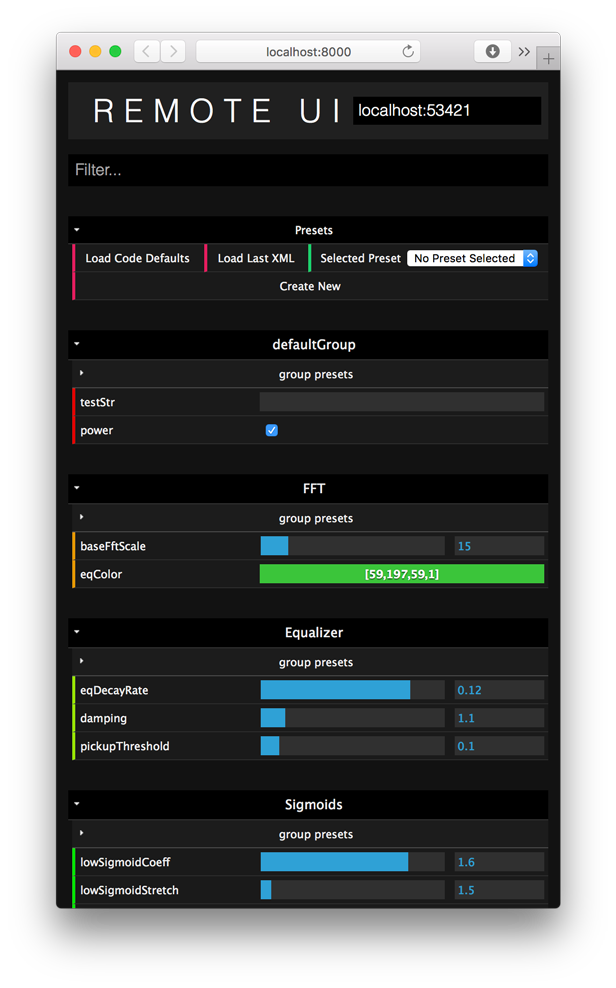 localhost:8000
REMOTE UI localhost:53421
Filter...
Presets
Load Code Defaults Load Last XML Selected Preset No Preset Selected
Create New
defaultGroup
group presets
testStr
power
FFT
group presets
baseFftScale 15
eqColor [59,197,59,1]
Equalizer
group presets
eqDecayRate 0.12
damping 1.1
pickupThreshold 0.1
Sigmoids
group presets
lowSigmoidCoeff 1.6
lowSigmoidStretch 1.5